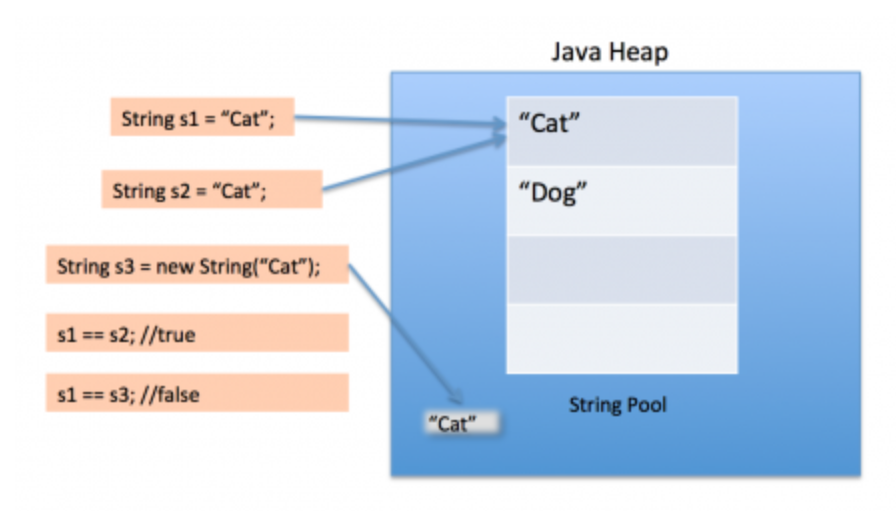 Java Heap
String s1 = “Cat”;
“Cat”
String s2 = “Cat”;
“Dog”
String s3 = new String(“Cat”);
s1 == s2; //true
s1 == s3; //false
“Cat”
String Pool